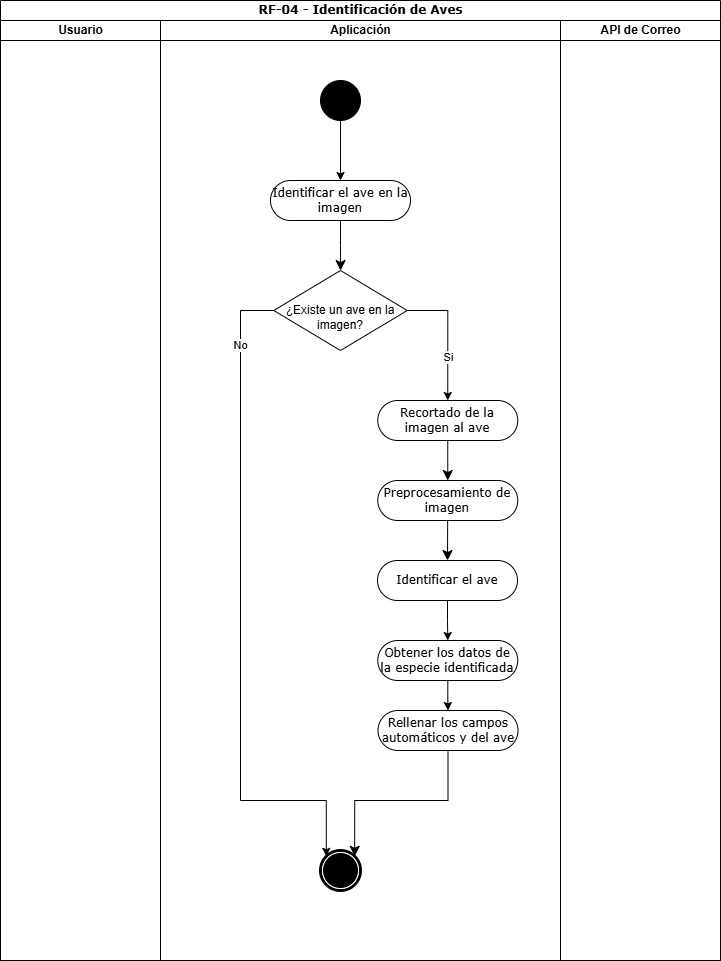 RF-04 - Identificación de Aves
Usuario
Aplicación
API de Correo
Identificar el ave en la
imagen
¿Existe un ave en la
imagen?
No
Si
Recortado de la
imagen al ave
Preprocesamiento de
imagen
Identificar el ave
Obtener los datos de
la especie identificada
Rellenar los campos
automáticos y del ave